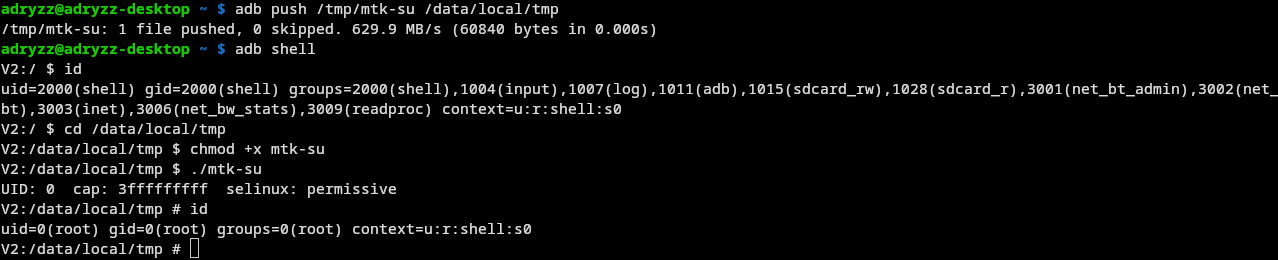 adryzz@adryzz-desktop ~ $ adb push /tmp/mtk-su /data/local/tmp
/tmp/mtk-su: 1 file pushed, 0 skipped. 629.9 MB/s (60840 bytes in 0.000s)
adryzz@adryzz-desktop ~ $ adb shell
V2:/ $ id
uid=2000(shell) gid=2000(shell) groups=2000(shell),1004(input),1007(log),1011(adb),1015(sdcard_rw),1028(sdcard_r),3001(net_bt_admin),3002(net_
bt),3003(inet),3006(net_bw_stats),3009(readproc) context=u:r:shell:s0
V2:/ $ cd /data/local/tmp
V2:/data/local/tmp $ chmod +x mtk-su
V2:/data/local/tmp $ ./mtk-su
UID: 0  cap: 3fffffffff  selinux: permissive
V2:/data/local/tmp # id
uid=0(root) gid=0(root) groups=0(root) context=u:r:shell:s0
V2:/data/local/tmp #